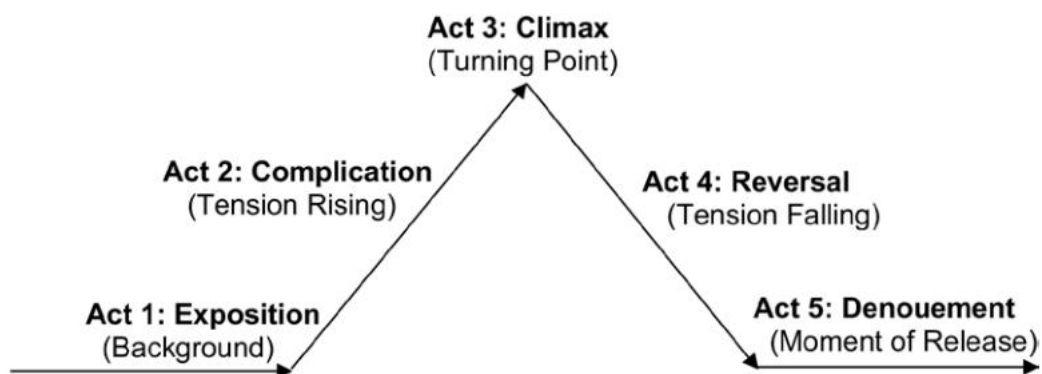 Act 3: Climax
(Turning Point)
Act 2: Complication
(Tension Rising)
Act 4: Reversal
(Tension Falling)
Act 1: Exposition
(Background)
Act 5: Denouement
(Moment of Release)